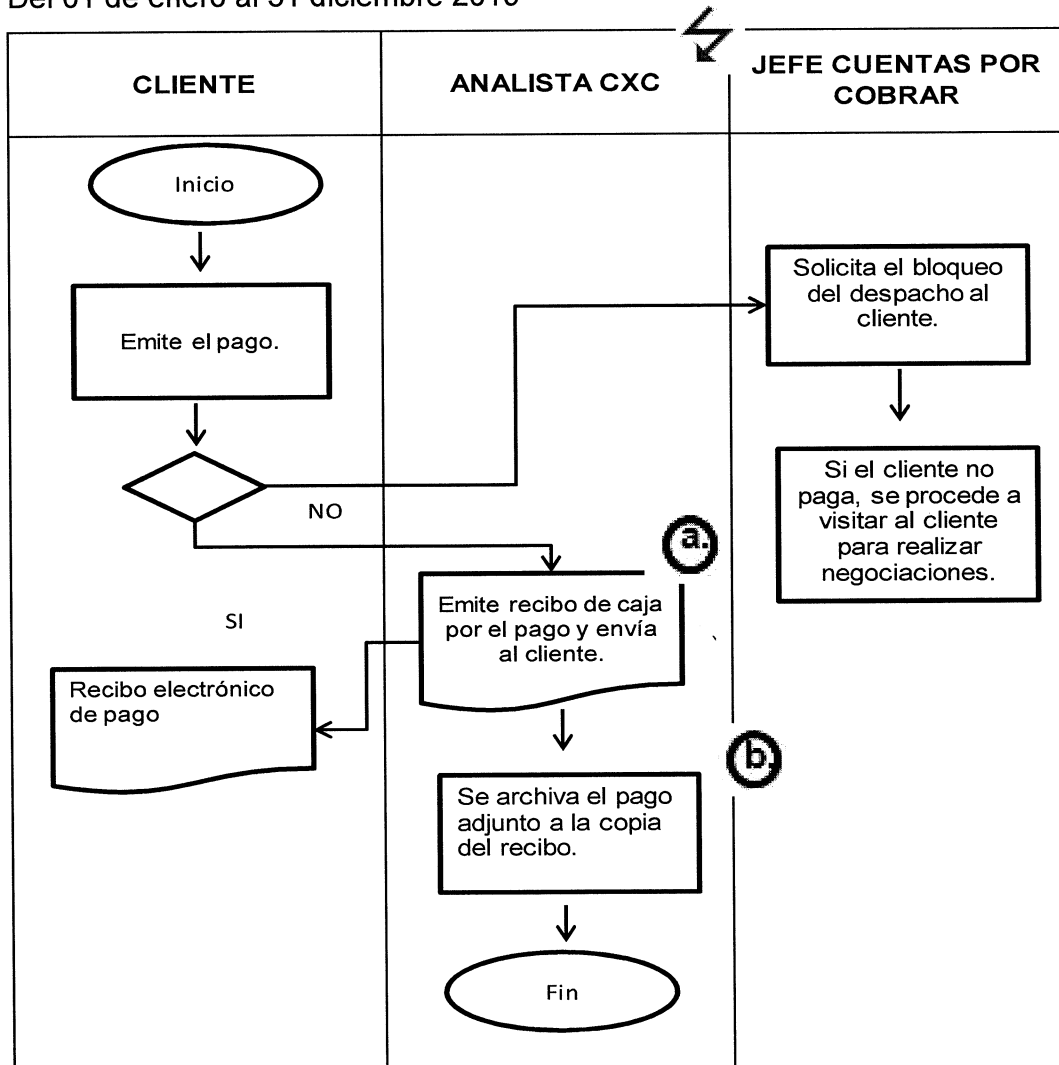 CLIENTE
ANALISTA CXC
JEFE CUENTAS POR
COBRAR
Inicio
Emite el pago.
NO
SI
Recibo electrónico
de pago
a.
Emite recibo de caja
por el pago y envía
al cliente.
b.
Se archiva el pago
adjunto a la copia
del recibo.
Fin
Solicita el bloqueo
del despacho al
cliente.
Si el cliente no
paga, se procede a
visitar al cliente
para realizar
negociaciones.